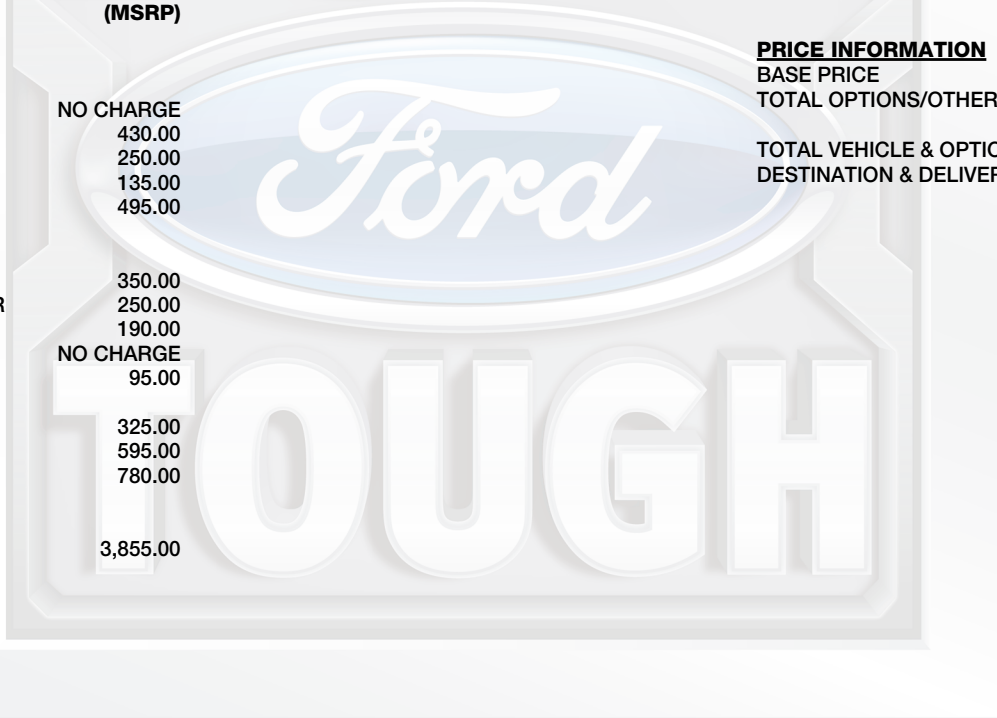 (MSRP)
NO CHARGE
430.00
250.00
135.00
495.00
350.00
R 250.00
190.00
NO CHARGE
95.00
325.00
595.00
780.00
3,855.00
PRICE INFORMATION
BASE PRICE
TOTAL OPTIONS/OTHER
TOTAL VEHICLE & OPTIO
DESTINATION & DELIVER
Ford
TOUGH